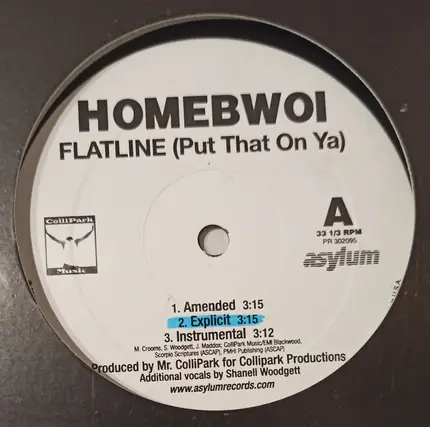 HOMEBWOI
FLATLINE (Put That On Ya)
ColliPark
Music
A
33 1/3 RPM
PR 302095
asylum
1. Amended 3:15
2. Explicit 3:15
3. Instrumental 3:12
M. Crooms, S. Woodgett, J. Maddox; ColliPark Music/EMI Blackwood,
Scorpio Scriptures (ASCAP), PMHI Publishing (ASCAP)
Produced by Mr. ColliPark for Collipark Productions
Additional vocals by Shanell Woodgett
www.asylumrecords.com